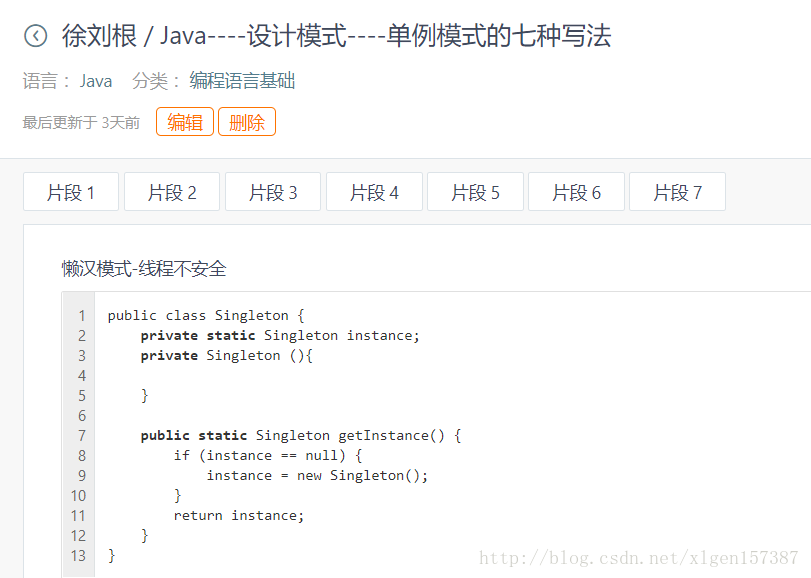 徐刘根 / Java----设计模式----单例模式的七种写法
语言： Java 分类： 编程语言基础
最后更新于 3天前 编辑 删除
片段 1 片段 2 片段 3 片段 4 片段 5 片段 6 片段 7
懒汉模式-线程不安全
1 public class Singleton {
2     private static Singleton instance;
3     private Singleton (){
4
5     }
6
7     public static Singleton getInstance() {
8         if (instance == null) {
9             instance = new Singleton();
10         }
11         return instance;
12     }
13 }
http://blog.csdn.net/xlgen157387